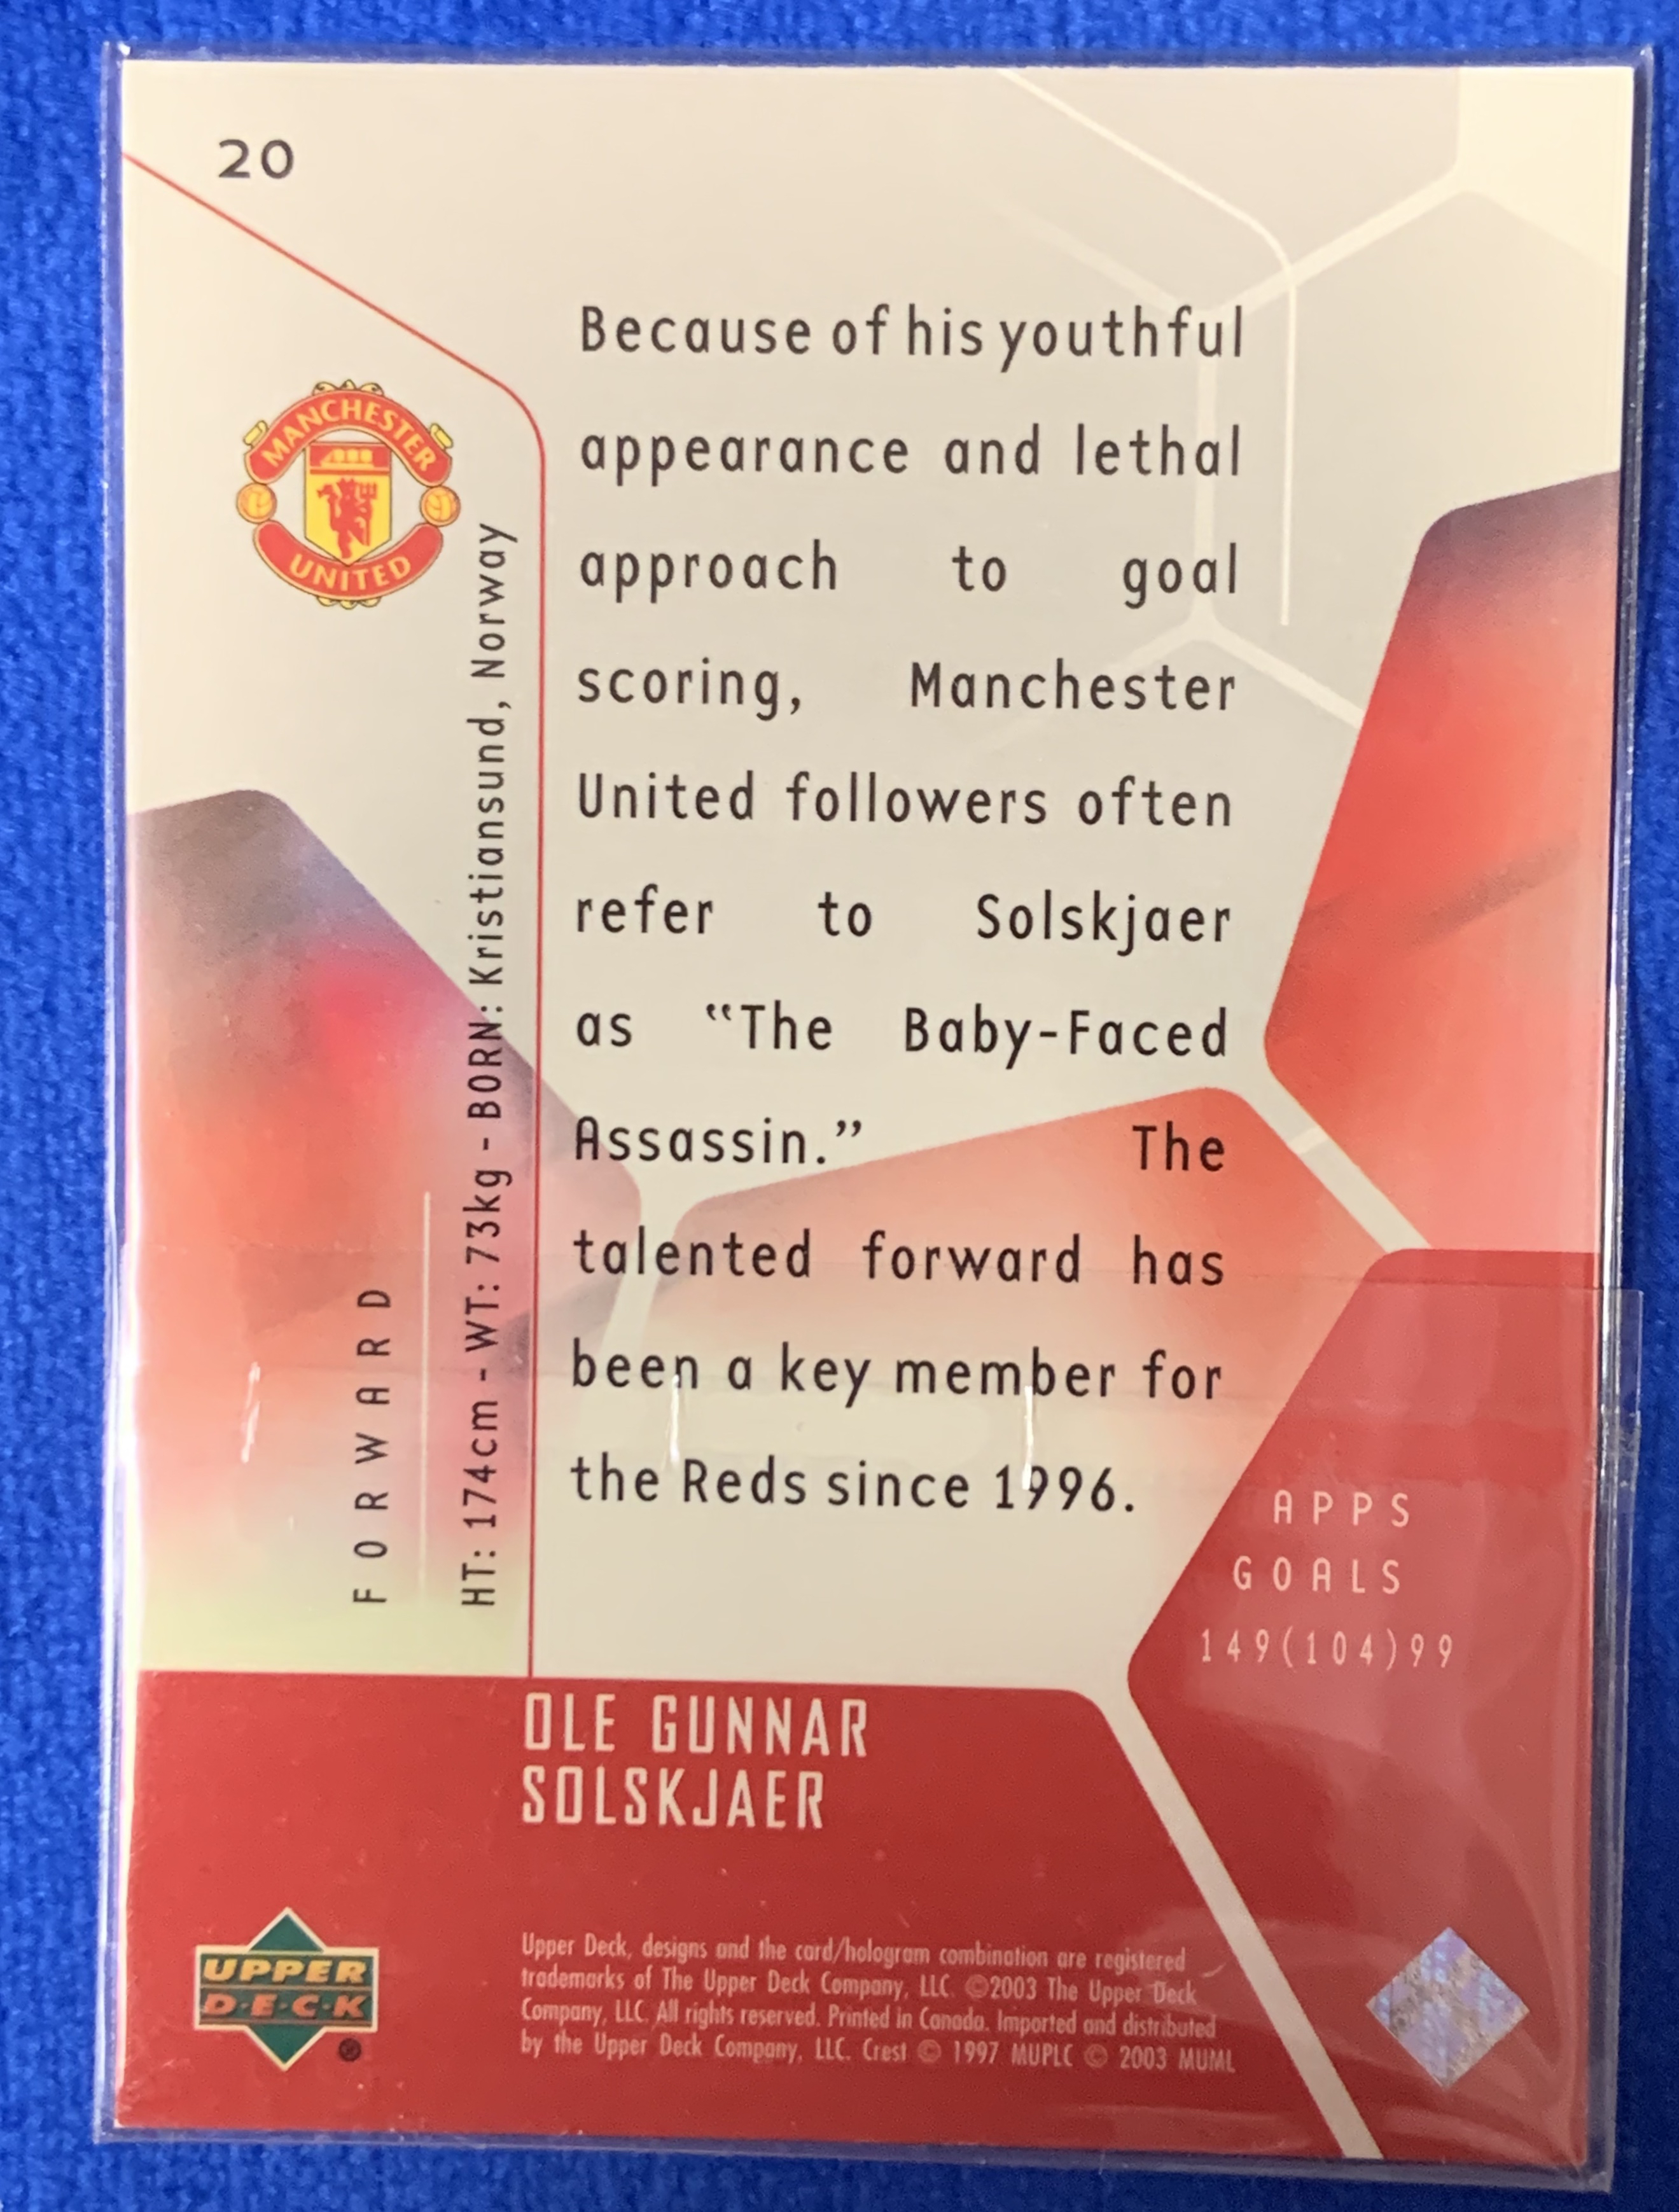 20
MANCHESTER
UNITED
Because of his youthful
appearance and lethal
approach to goal
scoring, Manchester
United followers often
refer to Solskjaer
as “The Baby-Faced
Assassin.” The
talented forward has
been a key member for
the Reds since 1996.
FORWARD
HT: 174cm - WT: 73kg - BORN: Kristiansund, Norway
APPS
GOALS
149(104)99
OLE GUNNAR
SOLSKJAER
UPPER
D·E·C·K
®
Upper Deck, designs and the card/hologram combination are registered
trademarks of The Upper Deck Company, LLC. ©2003 The Upper Deck
Company, LLC. All rights reserved. Printed in Canada. Imported and distributed
by the Upper Deck Company, LLC. Crest © 1997 MUPLC © 2003 MUML